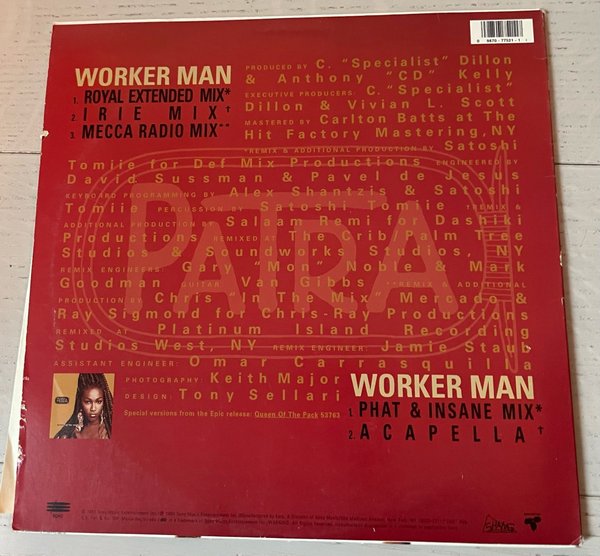 WORKER MAN
1. ROYAL EXTENDED MIX*
2. IRIE MIX†
3. MECCA RADIO MIX**
PRODUCED BY C. "Specialist" Dillon
& Anthony "CD" Kelly
EXECUTIVE PRODUCERS: C. "Specialist"
Dillon & Vivian L. Scott
MASTERED BY Carlton Batts at The
Hit Factory Mastering, NY
*REMIX & ADDITIONAL PRODUCTION BY Satoshi
Tomiie for Def Mix Productions ENGINEERED BY
David Sussman & Pavel de Jesus
KEYBOARD PROGRAMMING BY Alex Shantzis & Satoshi
Tomiie PERCUSSION BY Satoshi Tomiie †REMIX &
ADDITIONAL PRODUCTION BY Salaam Remi for Dashiki
Productions REMIXED AT The Crib/Palm Tree
Studios & Soundworks Studios, NY
REMIX ENGINEERS: Gary "Mon" Noble & Mark
Goodman GUITAR Van Gibbs **REMIX & ADDITIONAL
PRODUCTION BY Chris "In The Mix" Mercado &
Ray Sigmond for Chris-Ray Productions
REMIXED AT Platinum Island Recording
Studios West, NY REMIX ENGINEER: Jamie Staub
ASSISTANT ENGINEER: Omar Carrasquilla
PHOTOGRAPHY: Keith Major
DESIGN: Tony Sellari
Special versions from the Epic release: Queen Of The Pack 53763
PATRA
WORKER MAN
1. PHAT & INSANE MIX*
2. ACAPELLA†
epic
SHANG